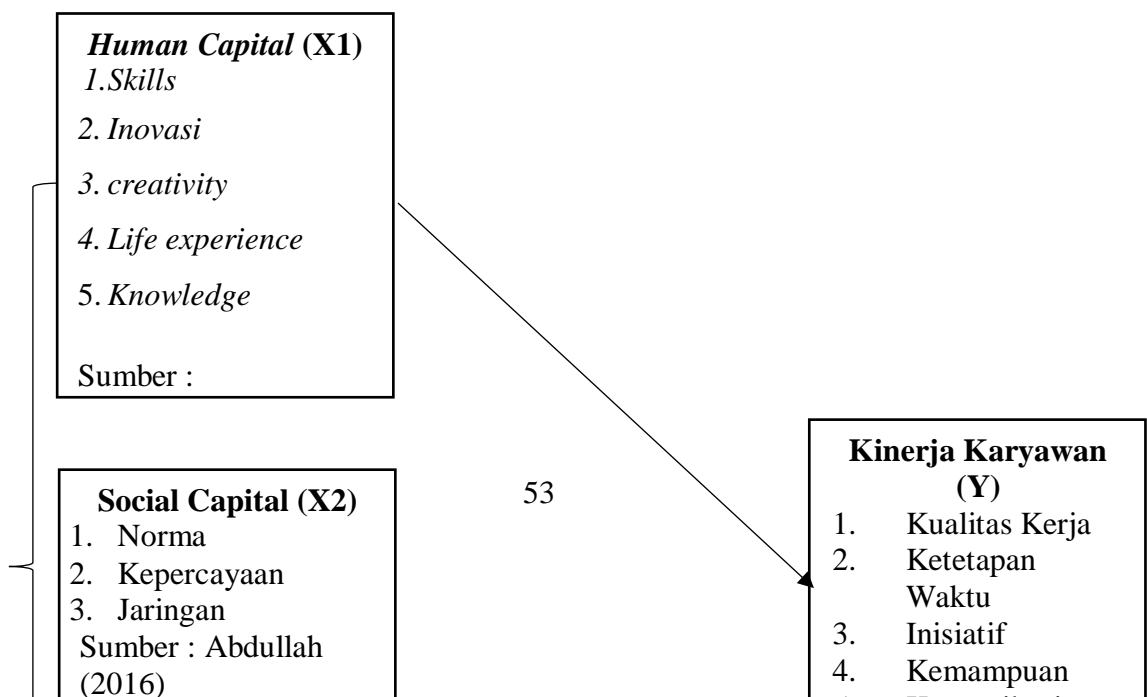 Human Capital (X1)
1.Skills
2. Inovasi
3. creativity
4. Life experience
5. Knowledge
Sumber :
53
Social Capital (X2)
1. Norma
2. Kepercayaan
3. Jaringan
Sumber : Abdullah
(2016)
Kinerja Karyawan
(Y)
1. Kualitas Kerja
2. Ketetapan
Waktu
3. Inisiatif
4. Kemampuan